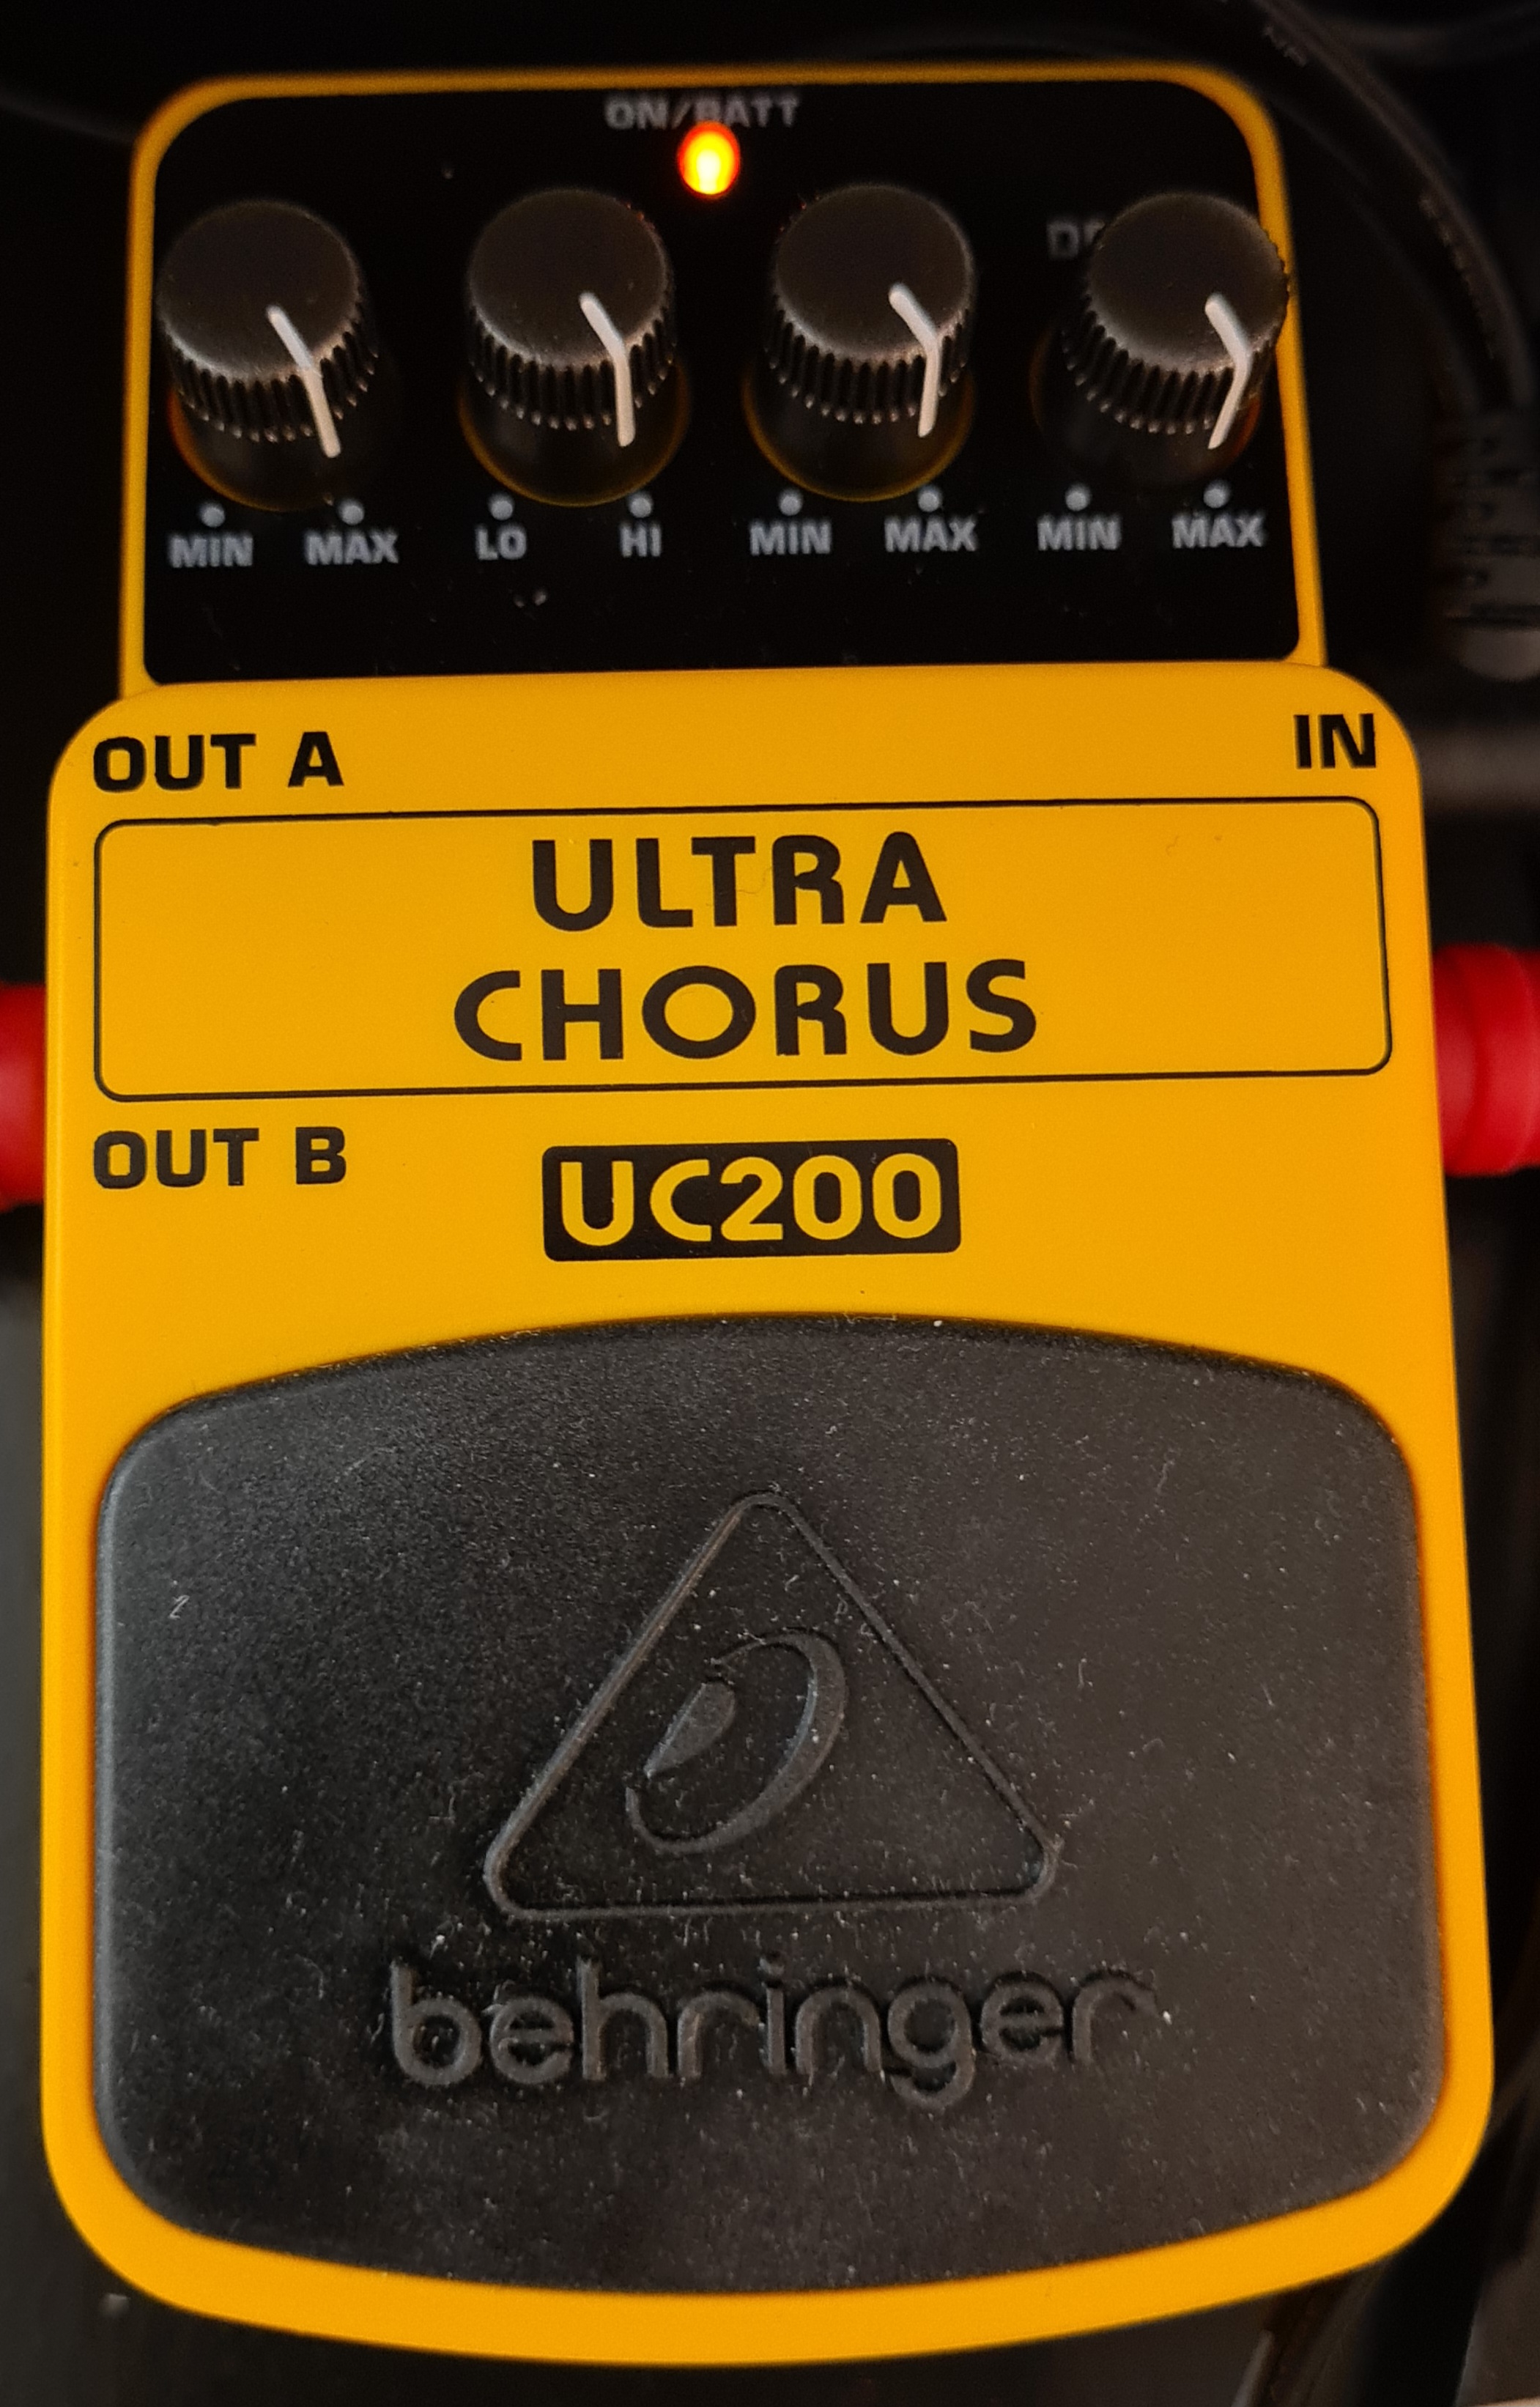 ON/BATT
MIN MAX LO HI MIN MAX MIN MAX
OUT A IN
ULTRA
CHORUS
OUT B
UC200
behringer